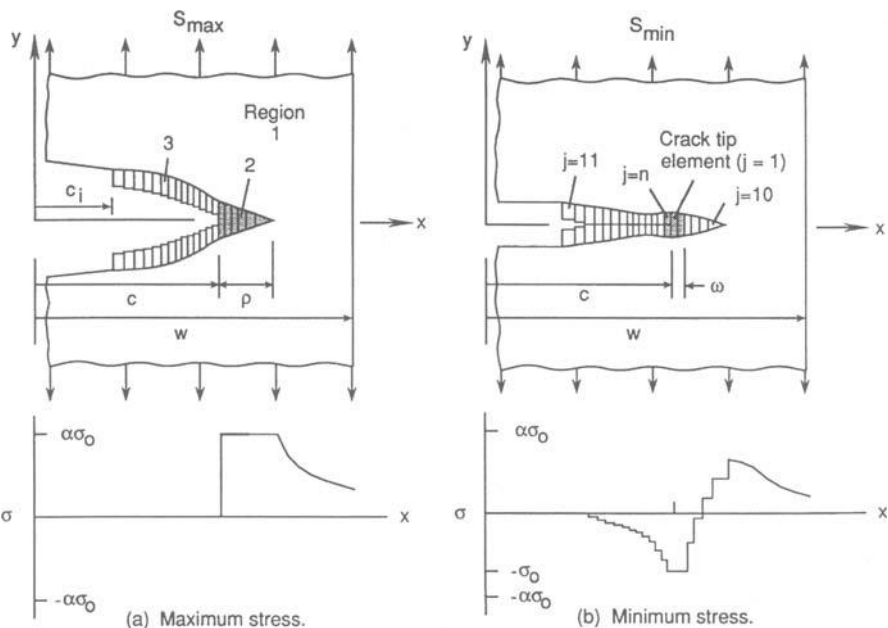 S_max
y
Region
1
3
2
c_i
x
c
ρ
w
ασ_o
σ
x
-ασ_o
(a) Maximum stress.
S_min
y
Crack tip
element (j = 1)
j=11
j=n
j=10
x
c
ω
w
ασ_o
σ
x
-σ_o
-ασ_o
(b) Minimum stress.